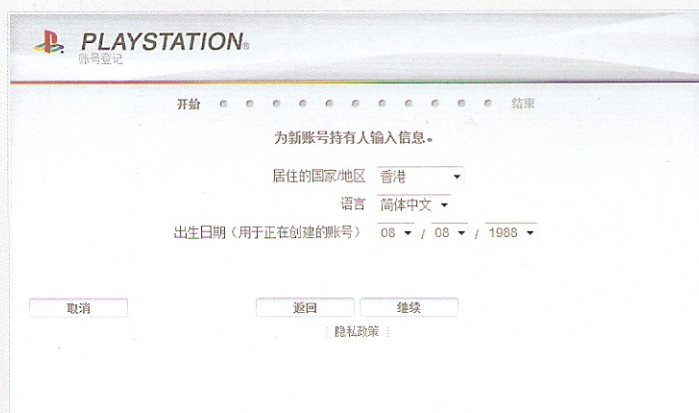 PLAYSTATION®
账号登记
开始 结束
为新账号持有人输入信息。
居住的国家/地区 香港
语言 简体中文
出生日期（用于正在创建的账号） 08 / 08 / 1988
取消 返回 继续
隐私政策